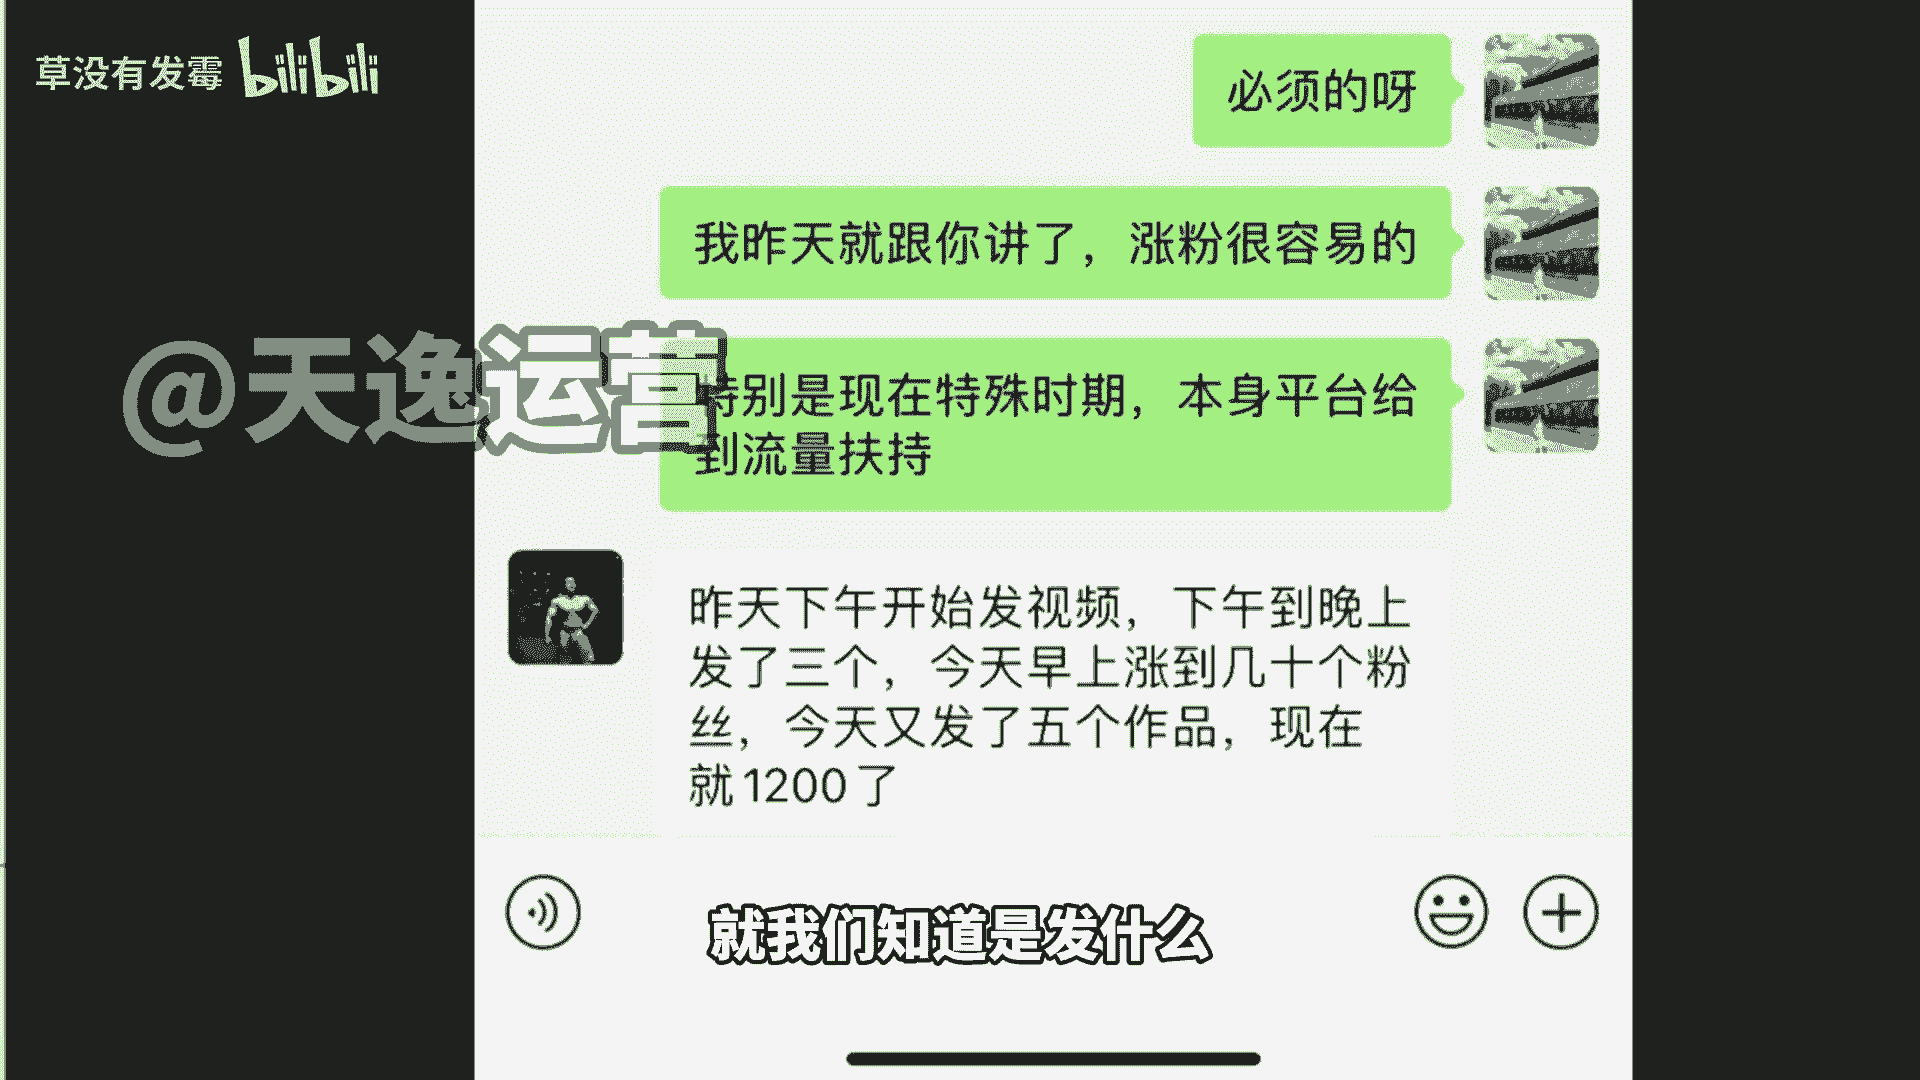 草没有发霉 bilibili
必须的呀
我昨天就跟你讲了，涨粉很容易的
@天逸运营
特别是现在特殊时期，本身平台给
到流量扶持
昨天下午开始发视频，下午到晚上
发了三个，今天早上涨到几十个粉
丝，今天又发了五个作品，现在
就1200了
就我们知道是发什么